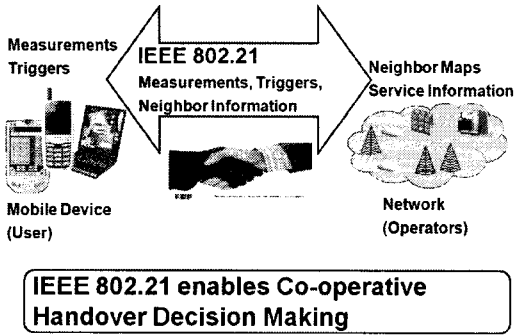 Measurements
Triggers
IEEE 802.21
Measurements, Triggers,
Neighbor Information
Neighbor Maps
Service Information
Mobile Device
(User)
Network
(Operators)
IEEE 802.21 enables Co-operative
Handover Decision Making